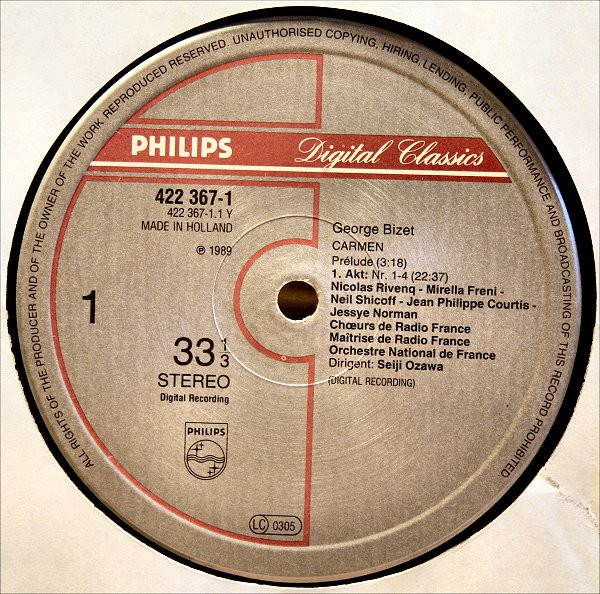 ALL RIGHTS OF THE PRODUCER AND OF THE OWNER OF THE WORK REPRODUCED RESERVED. UNAUTHORISED COPYING, HIRING, LENDING, PUBLIC PERFORMANCE AND BROADCASTING OF THIS RECORD PROHIBITED.
PHILIPS Digital Classics
422 367-1
422 367-1.1 Y
MADE IN HOLLAND
℗ 1989
1
33 1/3
STEREO
Digital Recording
PHILIPS
LC 0305
George Bizet
CARMEN
Prélude (3:18)
1. Akt: Nr. 1-4 (22:37)
Nicolas Rivenq - Mirella Freni -
Neil Shicoff - Jean Philippe Courtis -
Jessye Norman
Chœurs de Radio France
Maîtrise de Radio France
Orchestre National de France
Dirigent: Seiji Ozawa
(DIGITAL RECORDING)